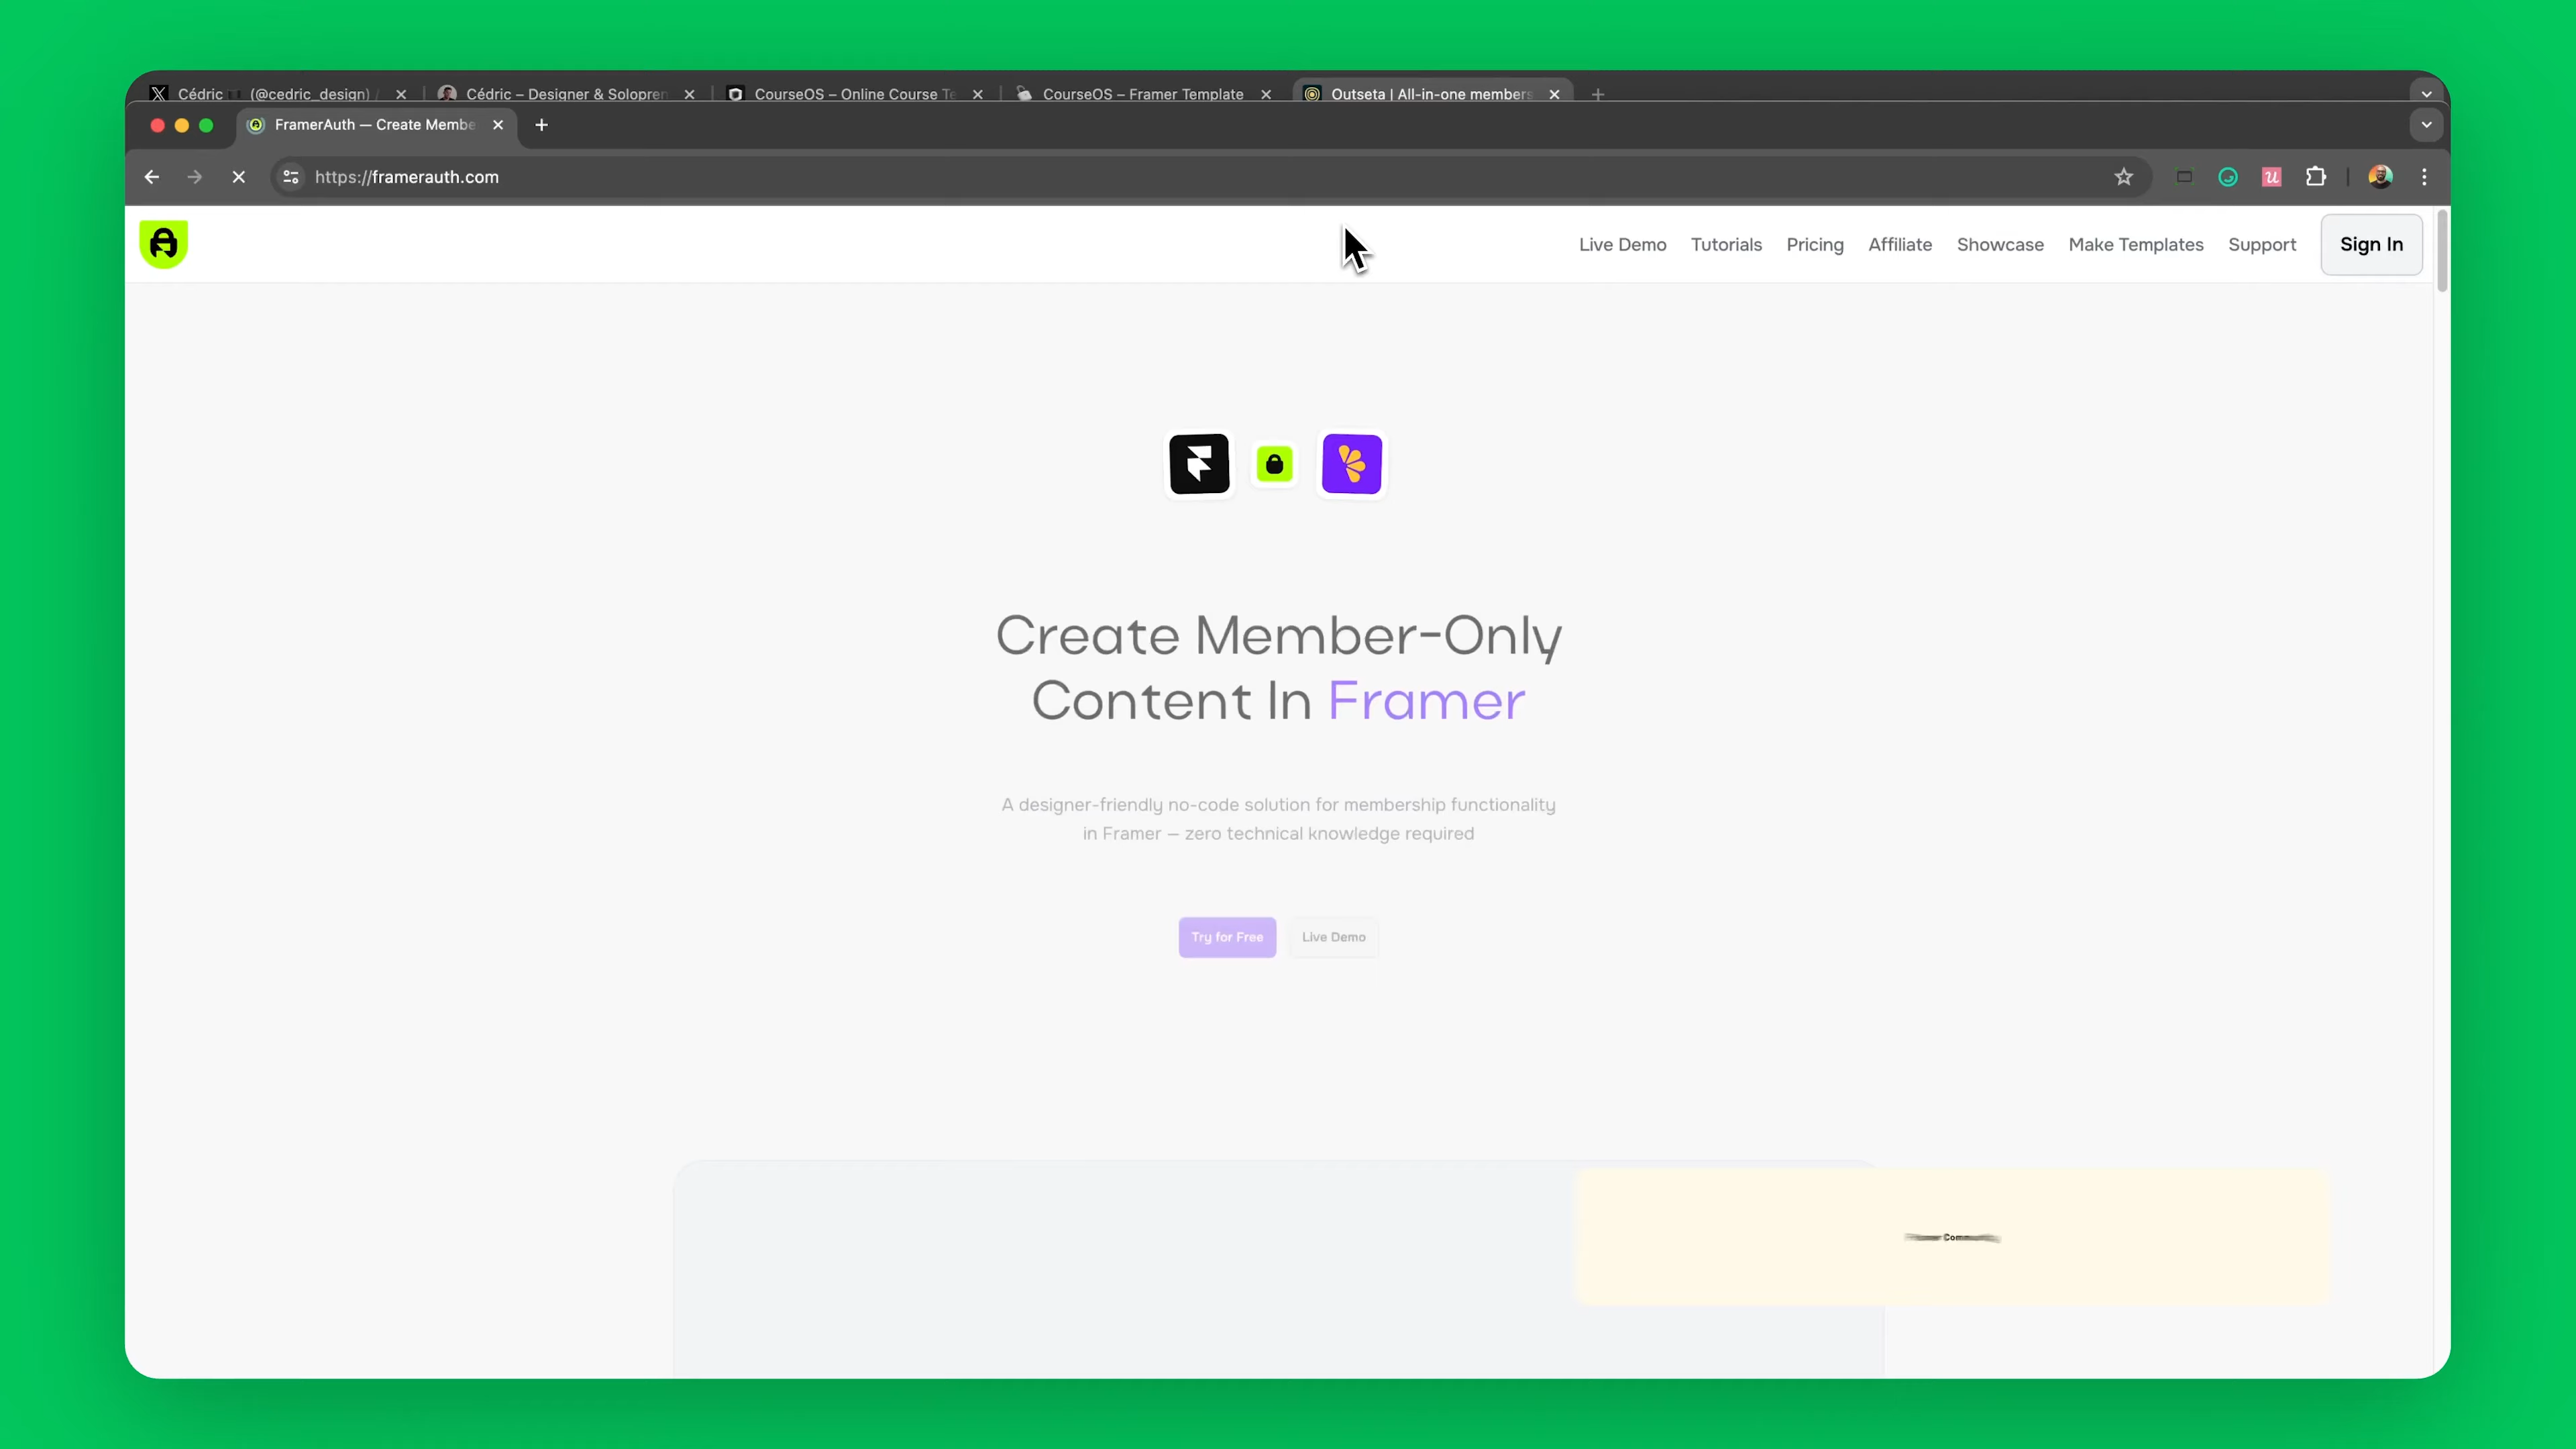 Cédric (@cedric_design) /
Cédric – Designer & Solopren
CourseOS – Online Course Te
CourseOS – Framer Template
Outseta | All-in-one members
FramerAuth — Create Membe
https://framerauth.com
Live Demo
Tutorials
Pricing
Affiliate
Showcase
Make Templates
Support
Sign In
Create Member-Only
Content In Framer
A designer-friendly no-code solution for membership functionality
in Framer — zero technical knowledge required
Try for Free
Live Demo